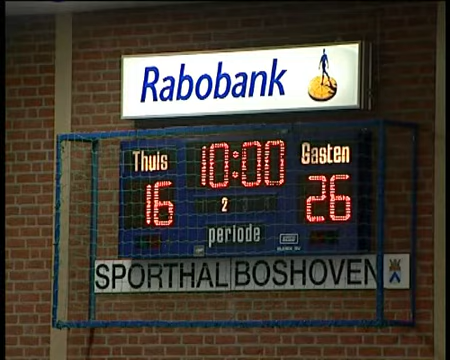 Rabobank
Thuis 10:00 Gasten
16 2 26
periode
SPORTHAL BOSHOVEN